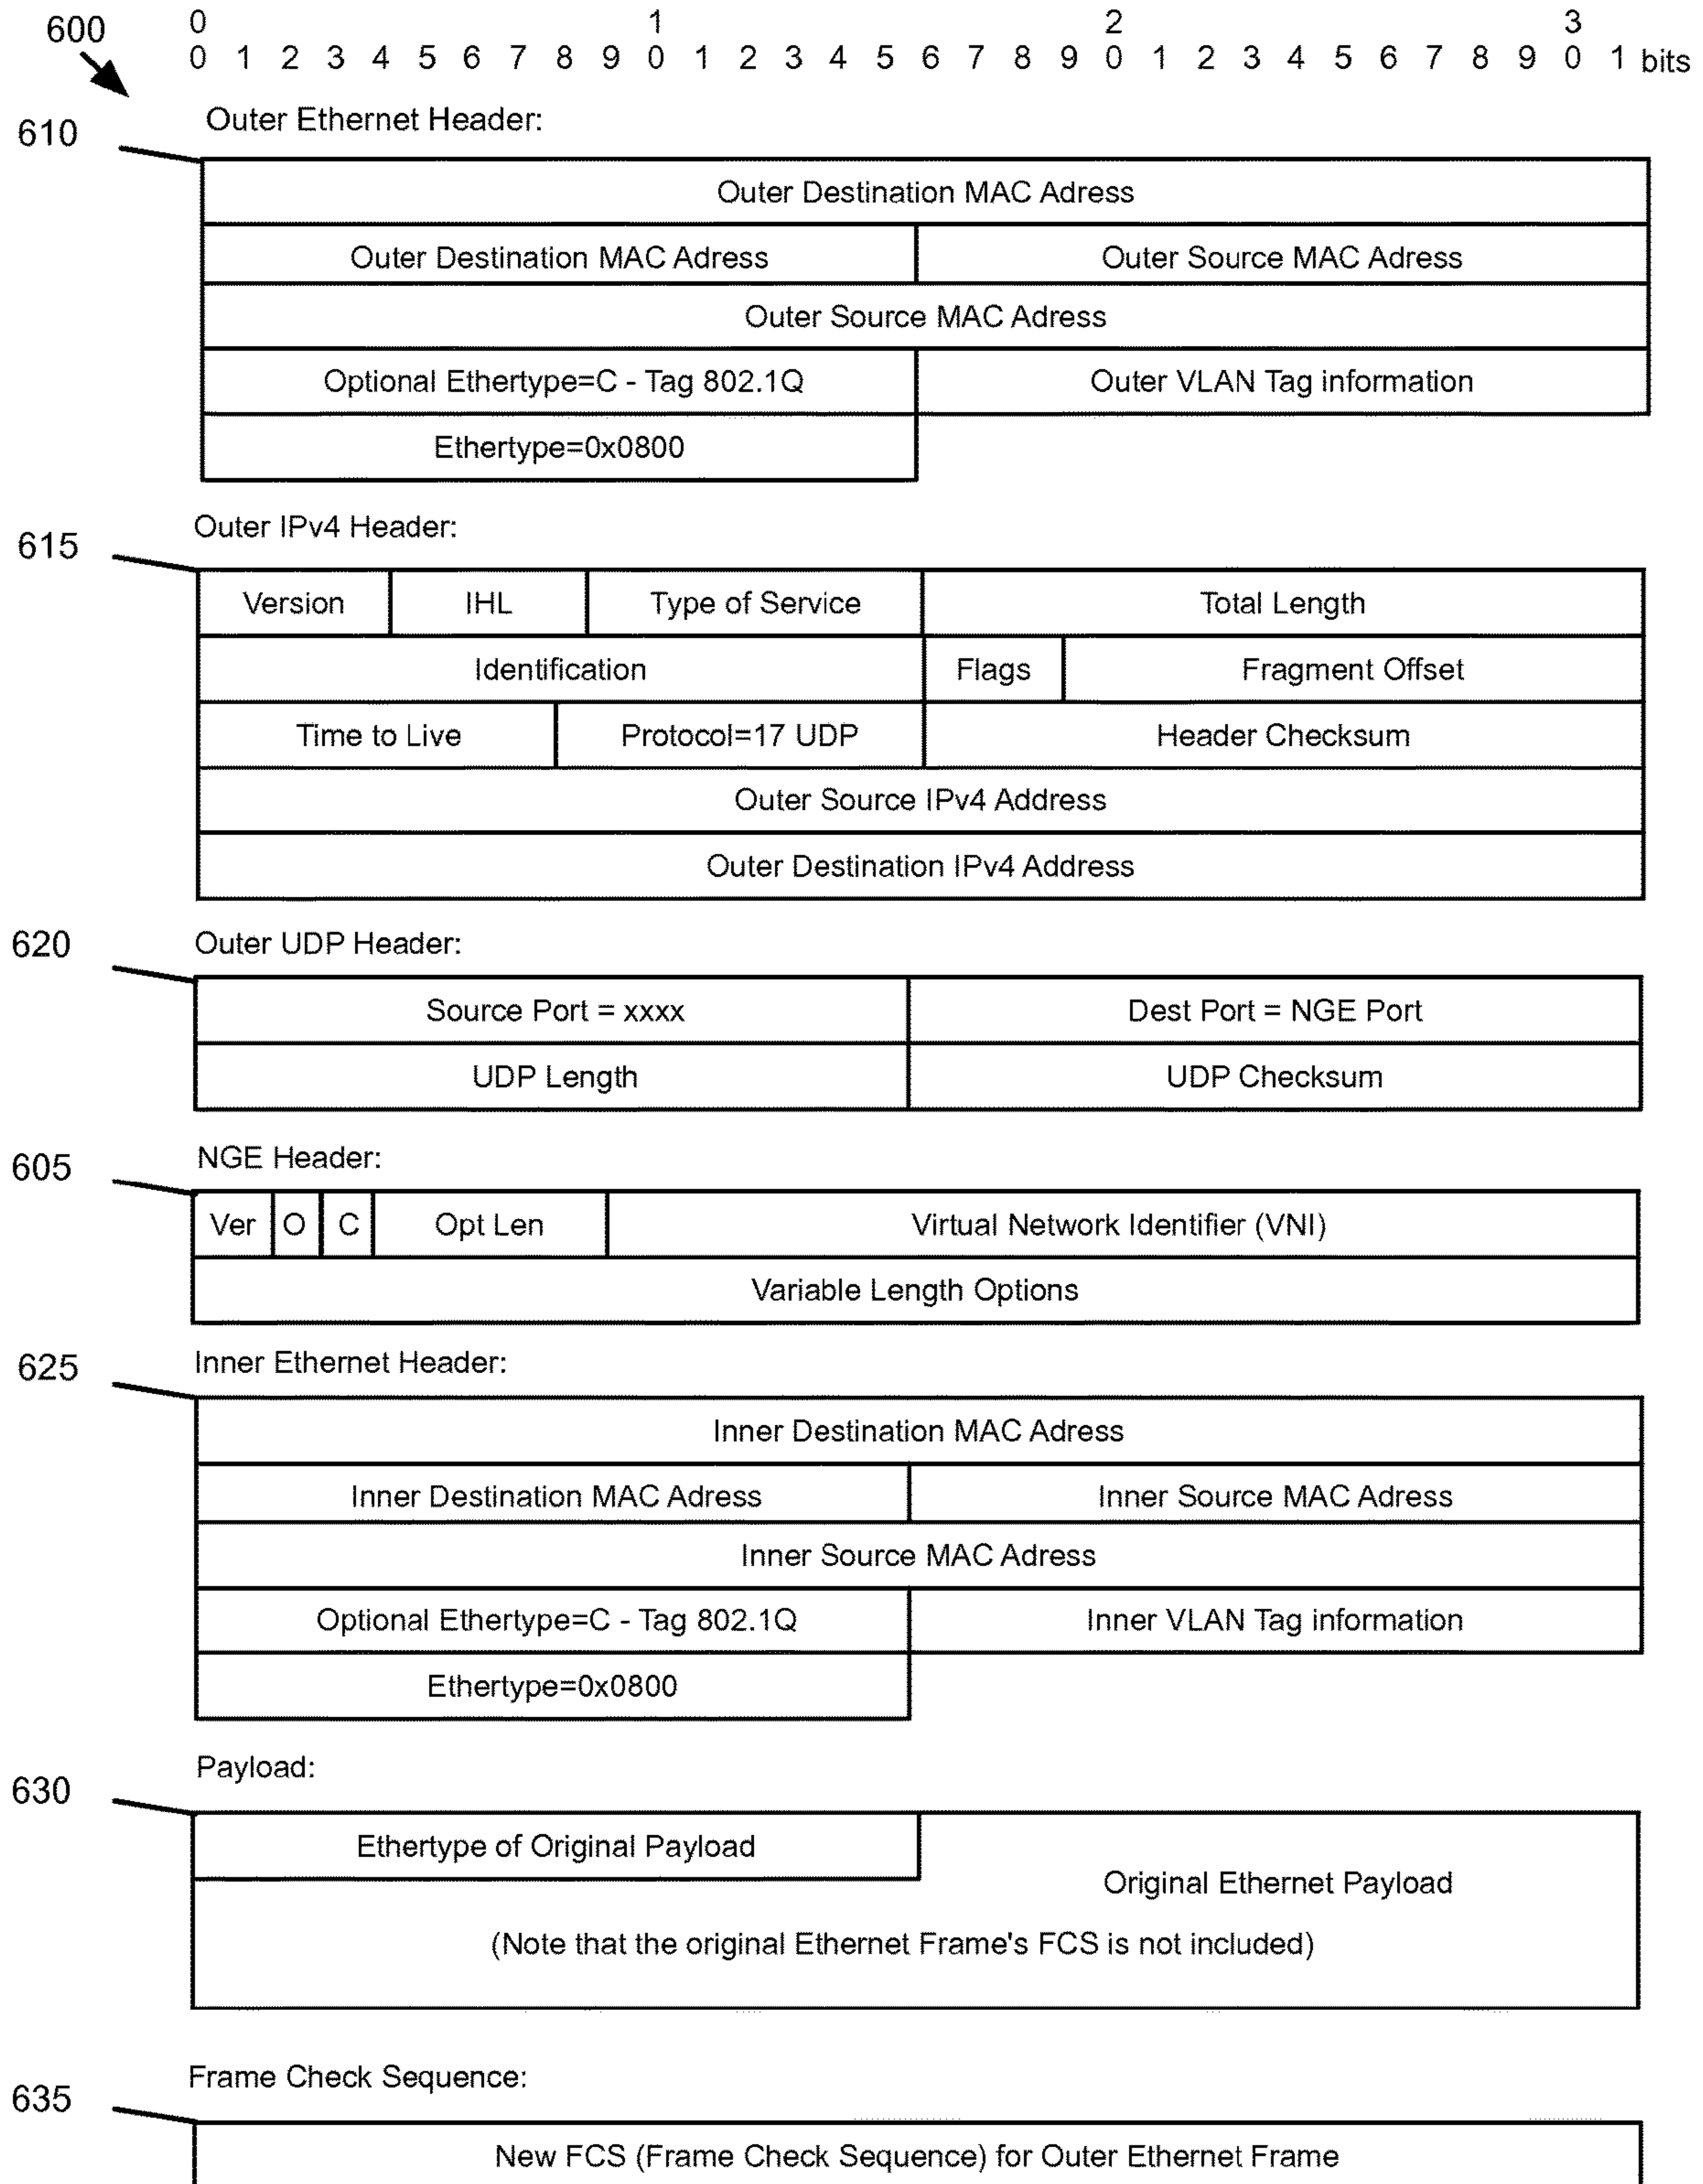 600
0 1 2 3
0 1 2 3 4 5 6 7 8 9 0 1 2 3 4 5 6 7 8 9 0 1 2 3 4 5 6 7 8 9 0 1 bits
610
Outer Ethernet Header:
Outer Destination MAC Adress
Outer Destination MAC Adress Outer Source MAC Adress
Outer Source MAC Adress
Optional Ethertype=C - Tag 802.1Q Outer VLAN Tag information
Ethertype=0x0800
615
Outer IPv4 Header:
Version IHL Type of Service Total Length
Identification Flags Fragment Offset
Time to Live Protocol=17 UDP Header Checksum
Outer Source IPv4 Address
Outer Destination IPv4 Address
620
Outer UDP Header:
Source Port = xxxx Dest Port = NGE Port
UDP Length UDP Checksum
605
NGE Header:
Ver O C Opt Len Virtual Network Identifier (VNI)
Variable Length Options
625
Inner Ethernet Header:
Inner Destination MAC Adress
Inner Destination MAC Adress Inner Source MAC Adress
Inner Source MAC Adress
Optional Ethertype=C - Tag 802.1Q Inner VLAN Tag information
Ethertype=0x0800
630
Payload:
Ethertype of Original Payload
Original Ethernet Payload
(Note that the original Ethernet Frame's FCS is not included)
635
Frame Check Sequence:
New FCS (Frame Check Sequence) for Outer Ethernet Frame